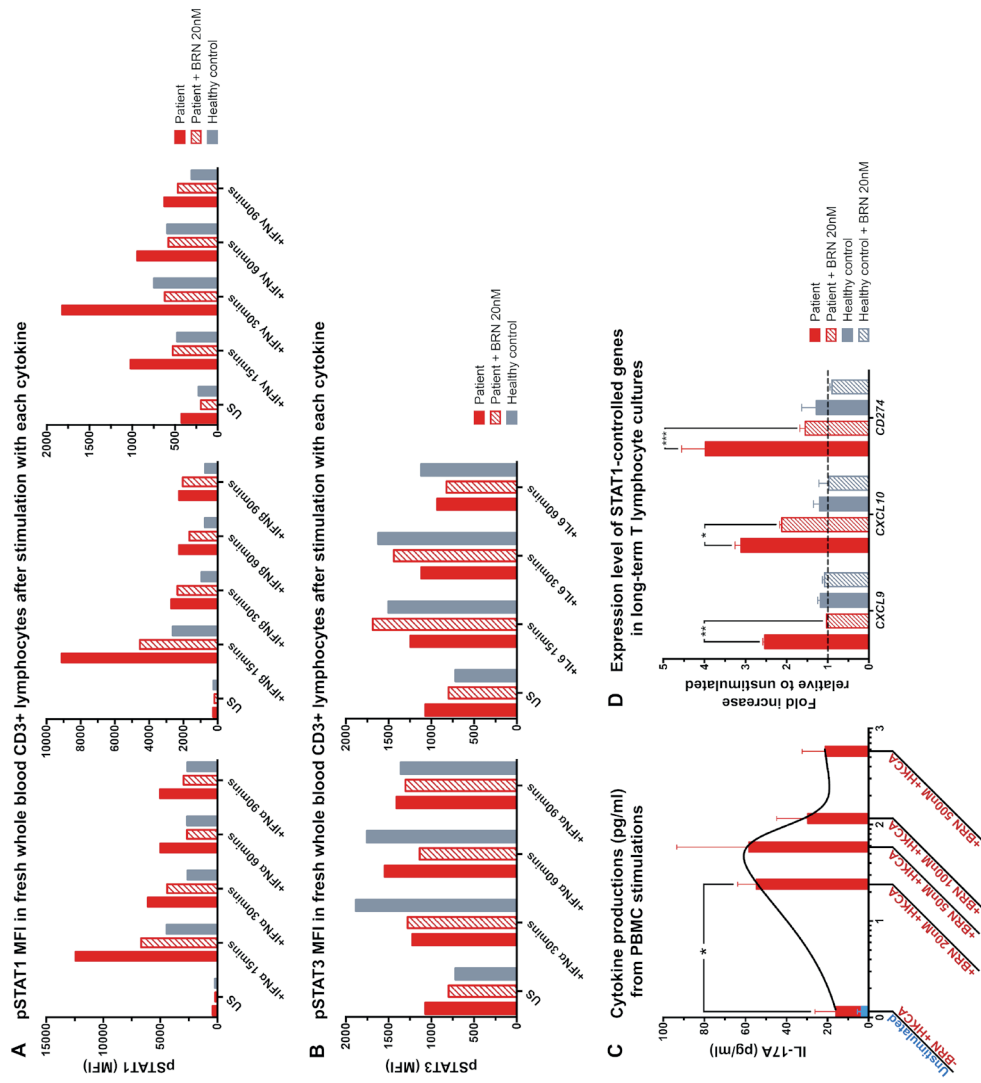 A
pSTAT1 MFI in fresh whole blood CD3+ lymphocytes after stimulation with each cytokine
pSTAT1 (MFI)
15000
10000
5000
0
US
+IFNα 15mins
+IFNα 30mins
+IFNα 60mins
+IFNα 90mins
100000
8000
6000
4000
2000
0
US
+IFNβ 15mins
+IFNβ 30mins
+IFNβ 60mins
+IFNβ 90mins
2000
1500
1000
500
0
US
+IFNγ 15mins
+IFNγ 30mins
+IFNγ 60mins
+IFNγ 90mins
Patient
Patient + BRN 20nM
Healthy control
B
pSTAT3 MFI in fresh whole blood CD3+ lymphocytes after stimulation with each cytokine
pSTAT3 (MFI)
2000
1500
1000
500
0
US
+IFNα 30mins
+IFNα 60mins
+IFNα 90mins
2000
1500
1000
500
0
US
+IL6 15mins
+IL6 30mins
+IL6 60mins
Patient
Patient + BRN 20nM
Healthy control
C
Cytokine productions (pg/ml)
from PBMC stimulations
IL-17A (pg/ml)
80
60
40
20
0
*
0
1
2
3
Unstimulated
-BRN +HKCA
+BRN 20nM +HKCA
+BRN 50nM +HKCA
+BRN 100nM +HKCA
+BRN 500nM +HKCA
D
Expression level of STAT1-controlled genes
in long-term T lymphocyte cultures
Fold increase
relative to unstimulated
5
4
3
2
1
0
**
*
***
CXCL9
CXCL10
CD274
Patient
Patient + BRN 20nM
Healthy control
Healthy control + BRN 20nM